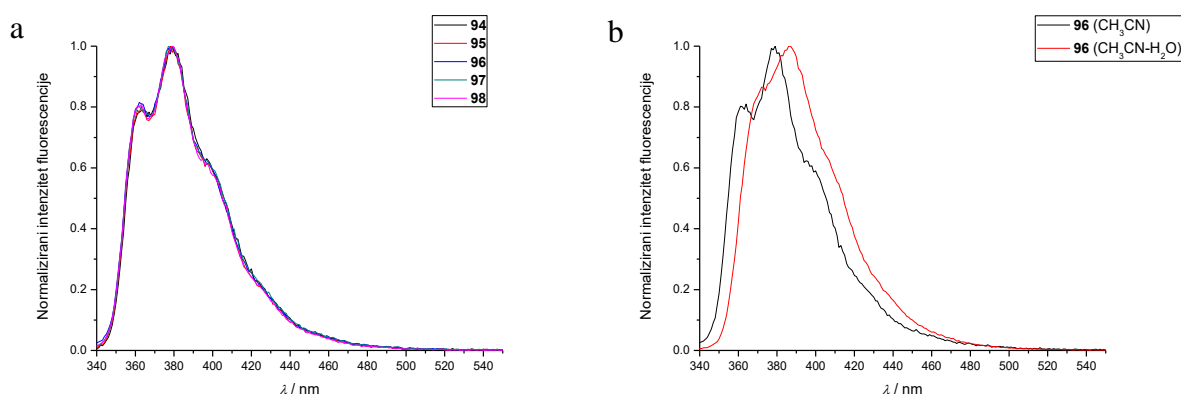 a
94
95
96
97
98
Normalizirani intenzitet fluorescencije
1.0
0.8
0.6
0.4
0.2
0.0
340 360 380 400 420 440 460 480 500 520 540
λ / nm
b
96 (CH₃CN)
96 (CH₃CN-H₂O)
Normalizirani intenzitet fluorescencije
1.0
0.8
0.6
0.4
0.2
0.0
340 360 380 400 420 440 460 480 500 520 540
λ / nm